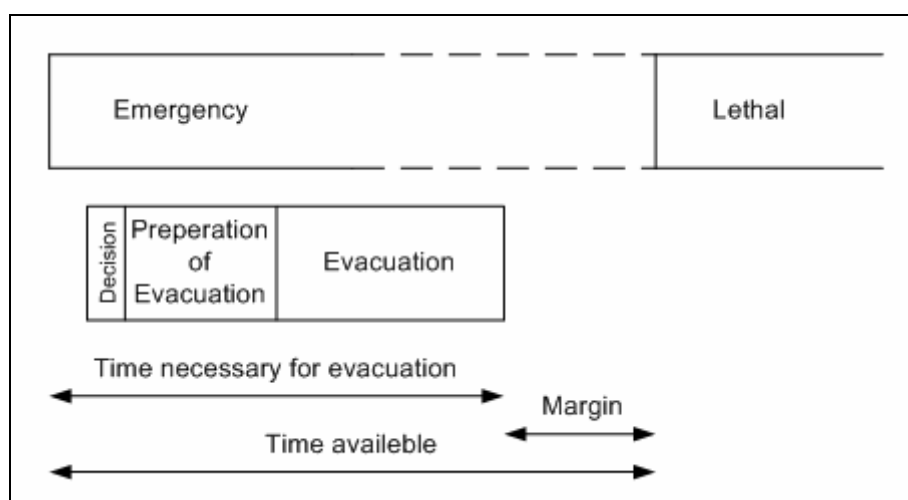 Emergency
Lethal
Decision
Preperation
of
Evacuation
Evacuation
Time necessary for evacuation
Margin
Time availeble